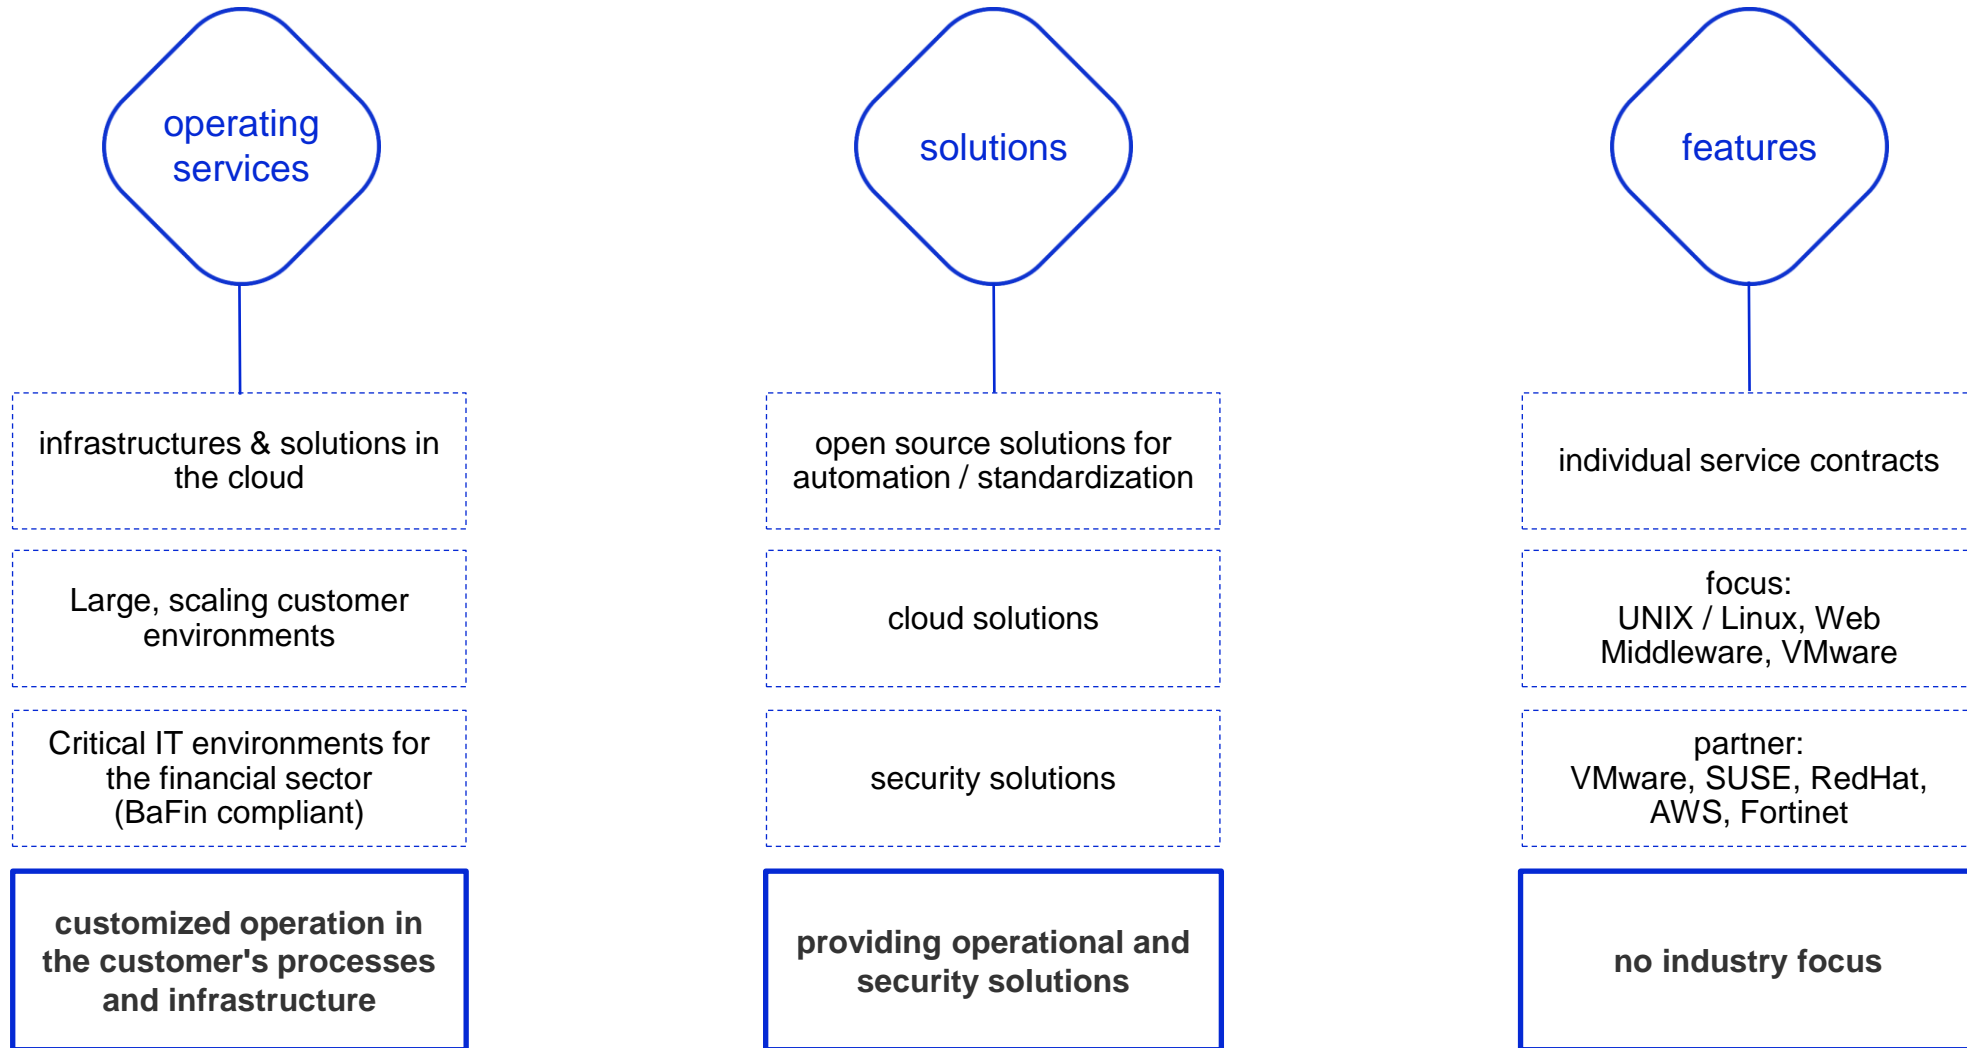 operating
services
infrastructures & solutions in
the cloud
Large, scaling customer
environments
Critical IT environments for
the financial sector
(BaFin compliant)
customized operation in
the customer's processes
and infrastructure
solutions
open source solutions for
automation / standardization
cloud solutions
security solutions
providing operational and
security solutions
features
individual service contracts
focus:
UNIX / Linux, Web
Middleware, VMware
partner:
VMware, SUSE, RedHat,
AWS, Fortinet
no industry focus